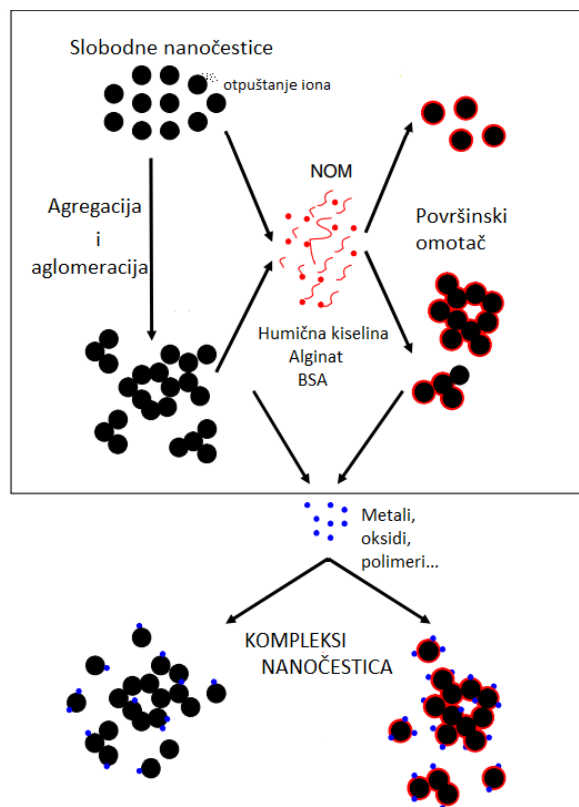 Slobodne nanočestice
otpuštanje iona
NOM
Agregacija
i
aglomeracija
Površinski
omotač
Humična kiselina
Alginat
BSA
Metali,
oksidi,
polimeri...
KOMPLEKSI
NANOČESTICA